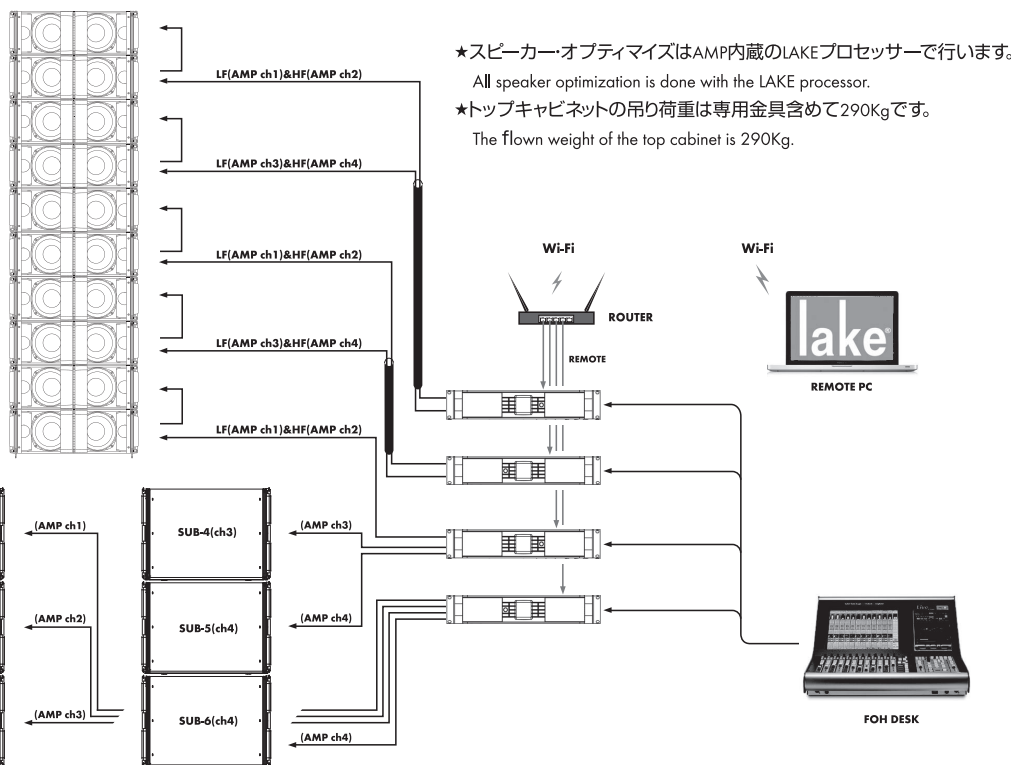 ★スピーカー・オプティマイズはAMP内蔵のLAKEプロセッサーで行います。
All speaker optimization is done with the LAKE processor.
★トップキャビネットの吊り荷重は専用金具含めて290Kgです。
The flown weight of the top cabinet is 290Kg.
LF(AMP ch1)&HF(AMP ch2)
LF(AMP ch3)&HF(AMP ch4)
LF(AMP ch1)&HF(AMP ch2)
LF(AMP ch3)&HF(AMP ch4)
LF(AMP ch1)&HF(AMP ch2)
Wi-Fi
Wi-Fi
ROUTER
REMOTE
lake®
REMOTE PC
(AMP ch1)
SUB-4(ch3)
(AMP ch3)
(AMP ch2)
SUB-5(ch4)
(AMP ch4)
(AMP ch3)
SUB-6(ch4)
(AMP ch4)
FOH DESK